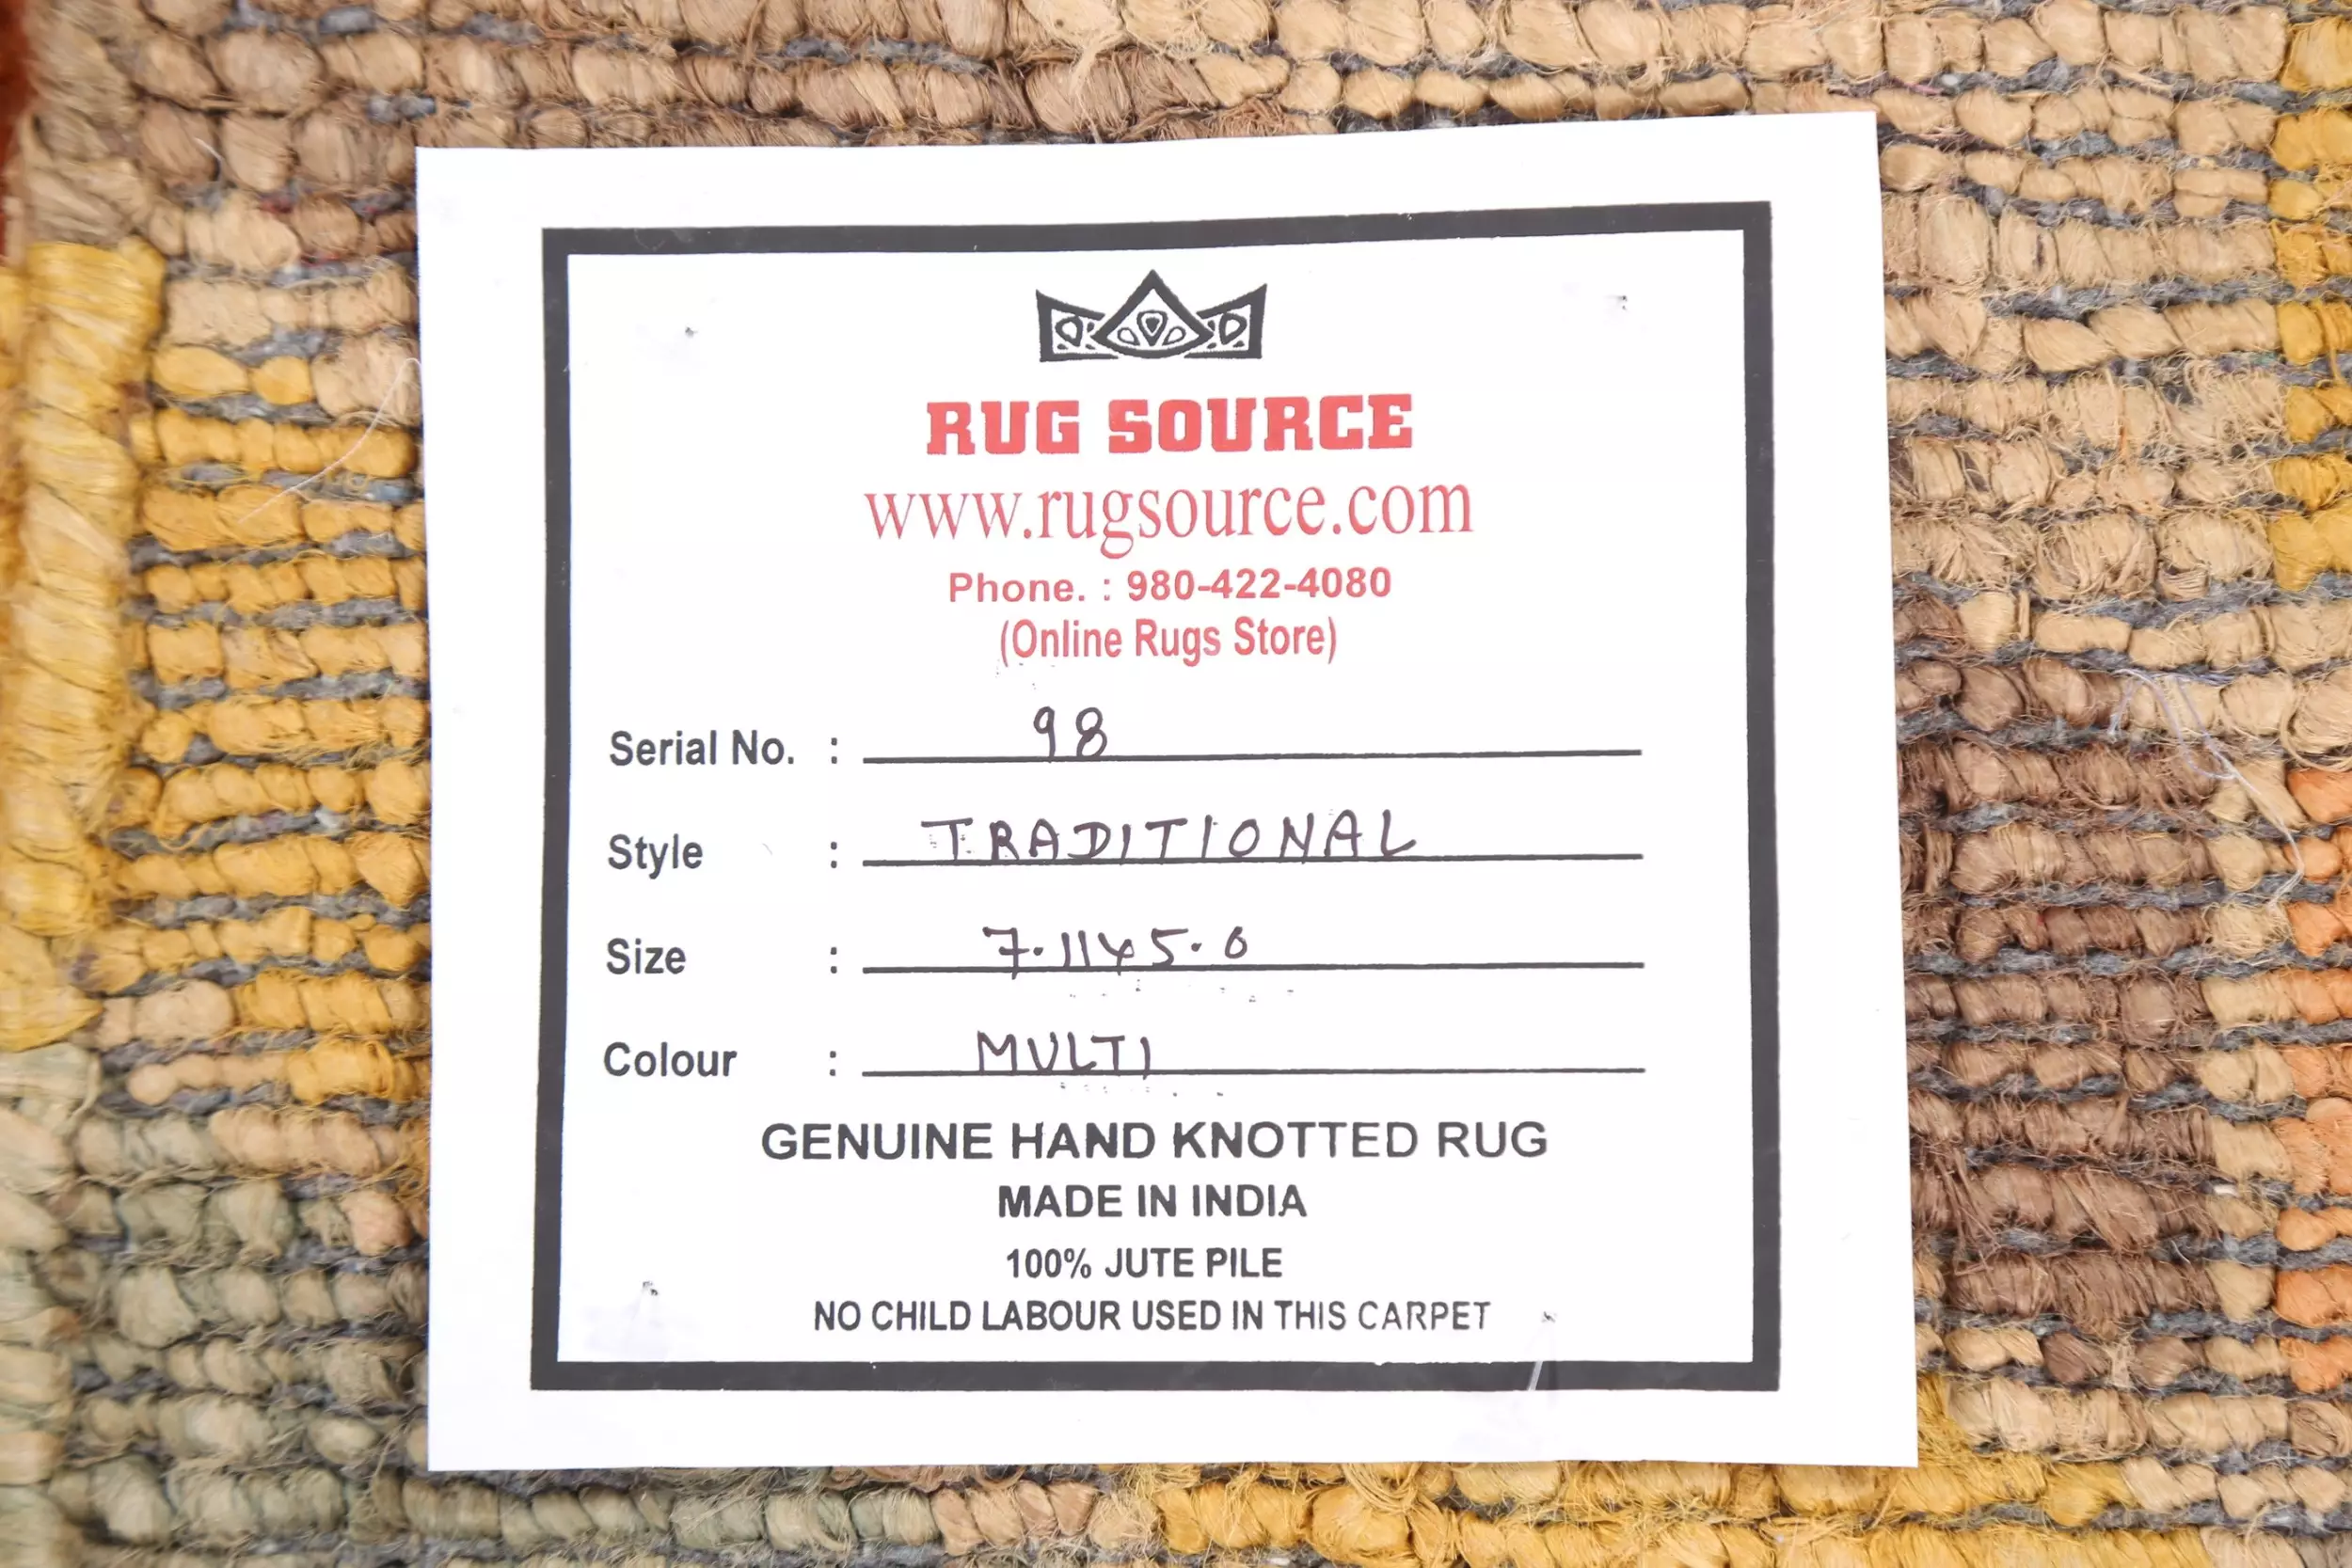 RUG SOURCE
www.rugsource.com
Phone. : 980-422-4080
(Online Rugs Store)
Serial No. : 98
Style : TRADITIONAL
Size : 7.11x5.0
Colour : MULTI
GENUINE HAND KNOTTED RUG
MADE IN INDIA
100% JUTE PILE
NO CHILD LABOUR USED IN THIS CARPET